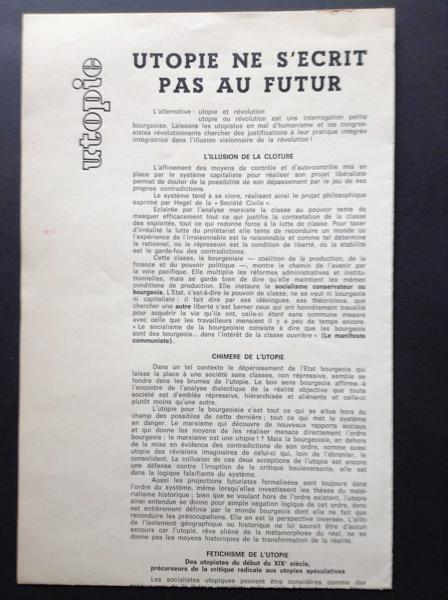 utopie
UTOPIE NE S'ECRIT
PAS AU FUTUR
L'alternative : utopie et révolution
utopie ou révolution est une interrogation petite
bourgeoise. Laissons les utopistes en mal d'humanisme et les congres-
sistes révolutionnants chercher des justifications à leur pratique intégrée
intégratrice dans l'illusion visionnaire de la révolution !
L'ILLUSION DE LA CLOTURE
L'affinement des moyens de contrôle et d'auto-contrôle mis en
place par le système capitaliste pour réaliser son projet libéraliste
permet de douter de la possibilité de son dépassement par le jeu de ses
propres contradictions.
Le système tend à se clore, réalisant ainsi le projet philosophique
exprimé par Hegel de la « Société Civile ».
Eclairée par l'analyse marxiste la classe au pouvoir tente de
masquer efficacement tout ce qui justifie la contestation de la classe
des exploités, tout ce qui redonne force à la lutte de classe. Pour taxer
d'irréalité la lutte du prolétariat elle tente de reconduire un monde où
l'expérience de l'irraisonnable est le raisonnable et comme tel détermine
le rationnel, où la répression est la condition de liberté, où la stabilité
est le garde-fou des contradictions.
Cette classe, la bourgeoisie — coalition de la production, de la
finance et du pouvoir politique —, montre le chemin de l'avenir par
la voie pacifique. Elle multiplie les réformes administratives et institu-
tionnelles, mais se garde bien de dire qu'elle maintient les mêmes
conditions de production. Elle instaure le socialisme conservateur ou
bourgeois. L'Etat, c'est-à-dire le pouvoir de classe, ne se veut ni bourgeois
ni capitaliste ; il fait dire par ses idéologues, ses théoriciens, que
chercher une autre liberté c'est berner ceux qui ont honnêtement travaillé
pour acquérir la vie qu'ils ont, celle-ci étant sans commune mesure
avec celle que les travailleurs menaient il y a peu de temps encore.
« Le socialisme de la bourgeoisie consiste à dire que les bourgeois
sont des bourgeois... dans l'intérêt de la classe ouvrière » (Le manifeste
communiste).
CHIMERE DE L'UTOPIE
Dans un tel contexte le dépérissement de l'Etat bourgeois qui
laisse la place à une société sans classes, non répressive, semble se
fondre dans les brumes de l'utopie. Le bon sens bourgeois affirme à
l'encontre de l'analyse dialectique de la réalité objective que toute
société est d'emblée répressive, hiérarchisée et aliénante et celle-ci
plutôt moins qu'une autre.
L'utopie pour la bourgeoisie c'est tout ce qui se situe hors du
champ des possibles de cette dernière ; tout ce qui met le système
en danger. Le marxisme qui découvre de nouveaux rapports sociaux
et qui donne les moyens de les réaliser menace directement l'ordre
bourgeois ; le marxisme est une utopie ! ? Mais la bourgeoisie, en dehors
de la mise en évidence des contradictions de son ordre, nomme aussi
utopie des révisions imaginaires de celui-ci qui, loin de l'ébranler, le
consolident. La collusion de ces deux acceptions de l'utopie est encore
une défense contre l'irruption de la critique bouleversante, elle est
dans la logique falsifiante du système.
Aussi les projections futuristes formalisées sont toujours dans
l'ordre du système, même lorsqu'elles investissent les thèses du maté-
rialisme historique ; bien que se voulant hors de l'ordre existant, l'utopie
ainsi entendue se donne pour simple négation logique de cet ordre, donc
est entièrement définie par le monde bourgeois dont elle ne fait que
reconduire les préoccupations. Elle en est la perspective inversée. L'alibi
de l'isolement géographique ou historique ne lui saurait être d'aucun
secours car l'utopie, rêve aliéné de la métamorphose du réel, ne se
donne pas les moyens historiques de la transformation de la réalité.
FETICHISME DE L'UTOPIE
Des utopistes du début du XIXe siècle,
précurseurs de la critique radicale aux utopies spéculatives
Les socialistes utopiques peuvent être considérés comme des